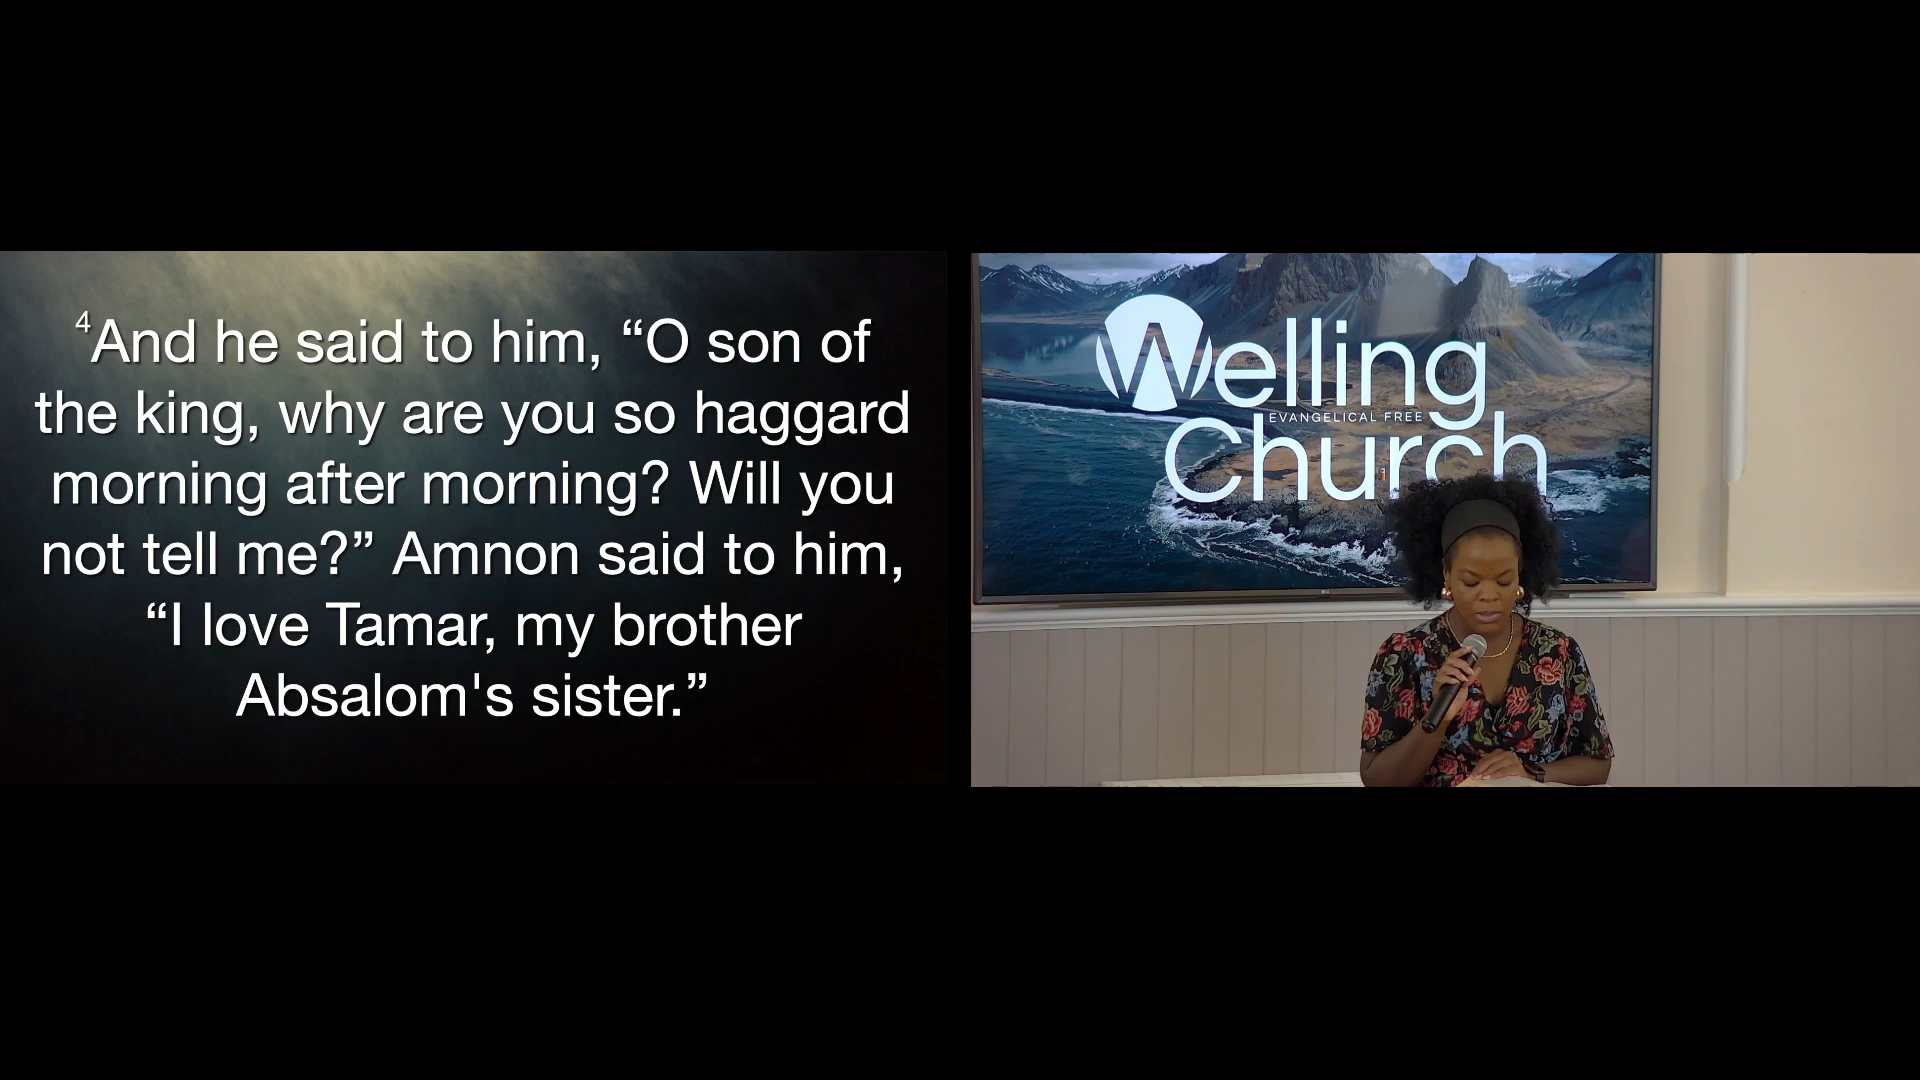 4And he said to him, “O son of
the king, why are you so haggard
morning after morning? Will you
not tell me?” Amnon said to him,
“I love Tamar, my brother
Absalom's sister.”
Welling
EVANGELICAL FREE
Church